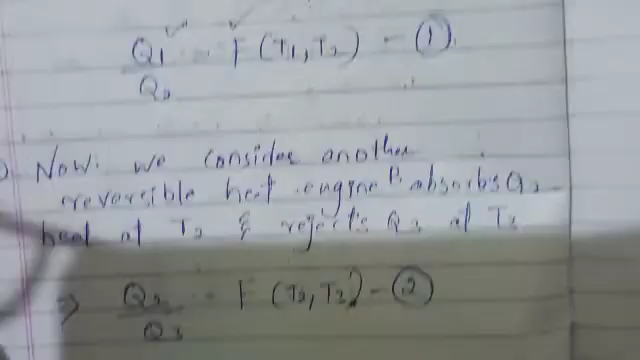 Q1 / Q2 = F (T1, T2) - (1)
Now. we consider another
reversible heat engine B absorbs Q2
heat at T2 & rejects Q3 at T3
⇒ Q2 / Q3 = F (T2, T3) - (2)